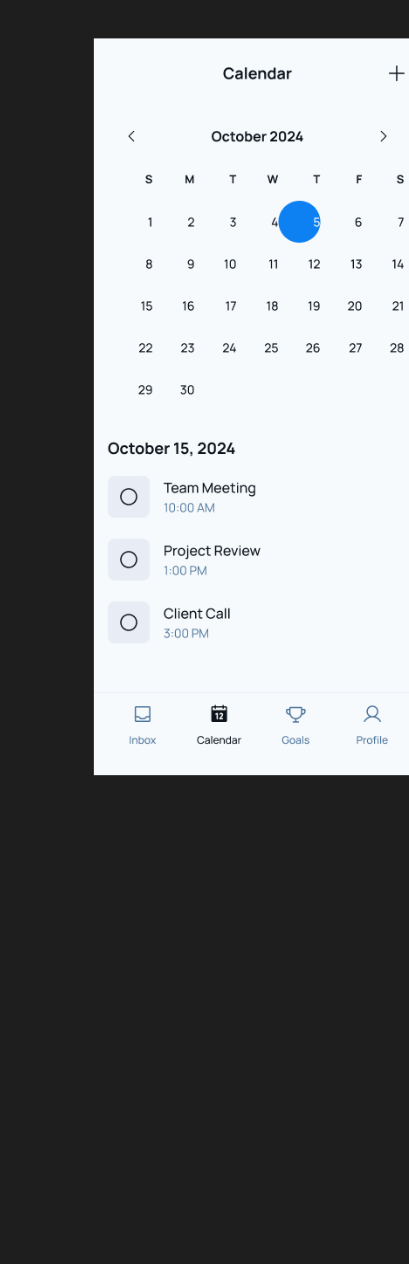 Calendar
October 2024
S M T W T F S
1 2 3 4 5 6 7
8 9 10 11 12 13 14
15 16 17 18 19 20 21
22 23 24 25 26 27 28
29 30
October 15, 2024
Team Meeting
10:00 AM
Project Review
1:00 PM
Client Call
3:00 PM
12
Inbox Calendar Goals Profile